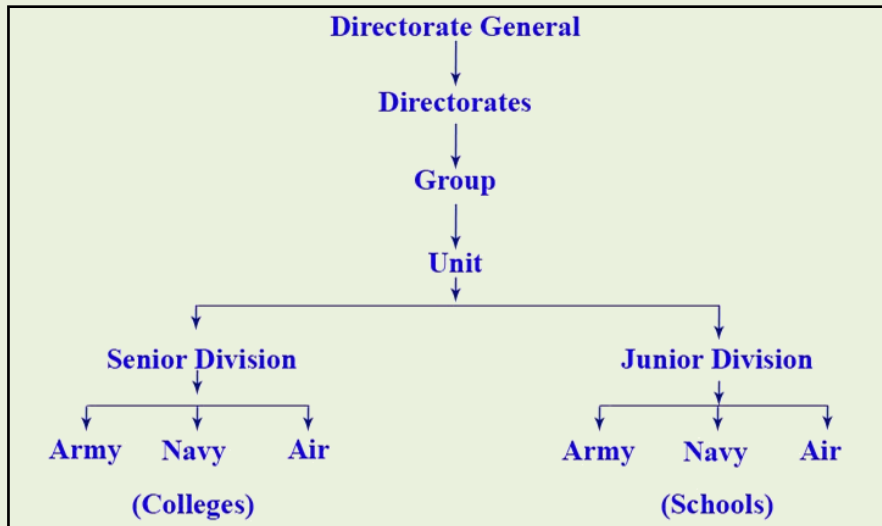 Directorate General
Directorates
Group
Unit
Senior Division Junior Division
Army Navy Air Army Navy Air
(Colleges) (Schools)